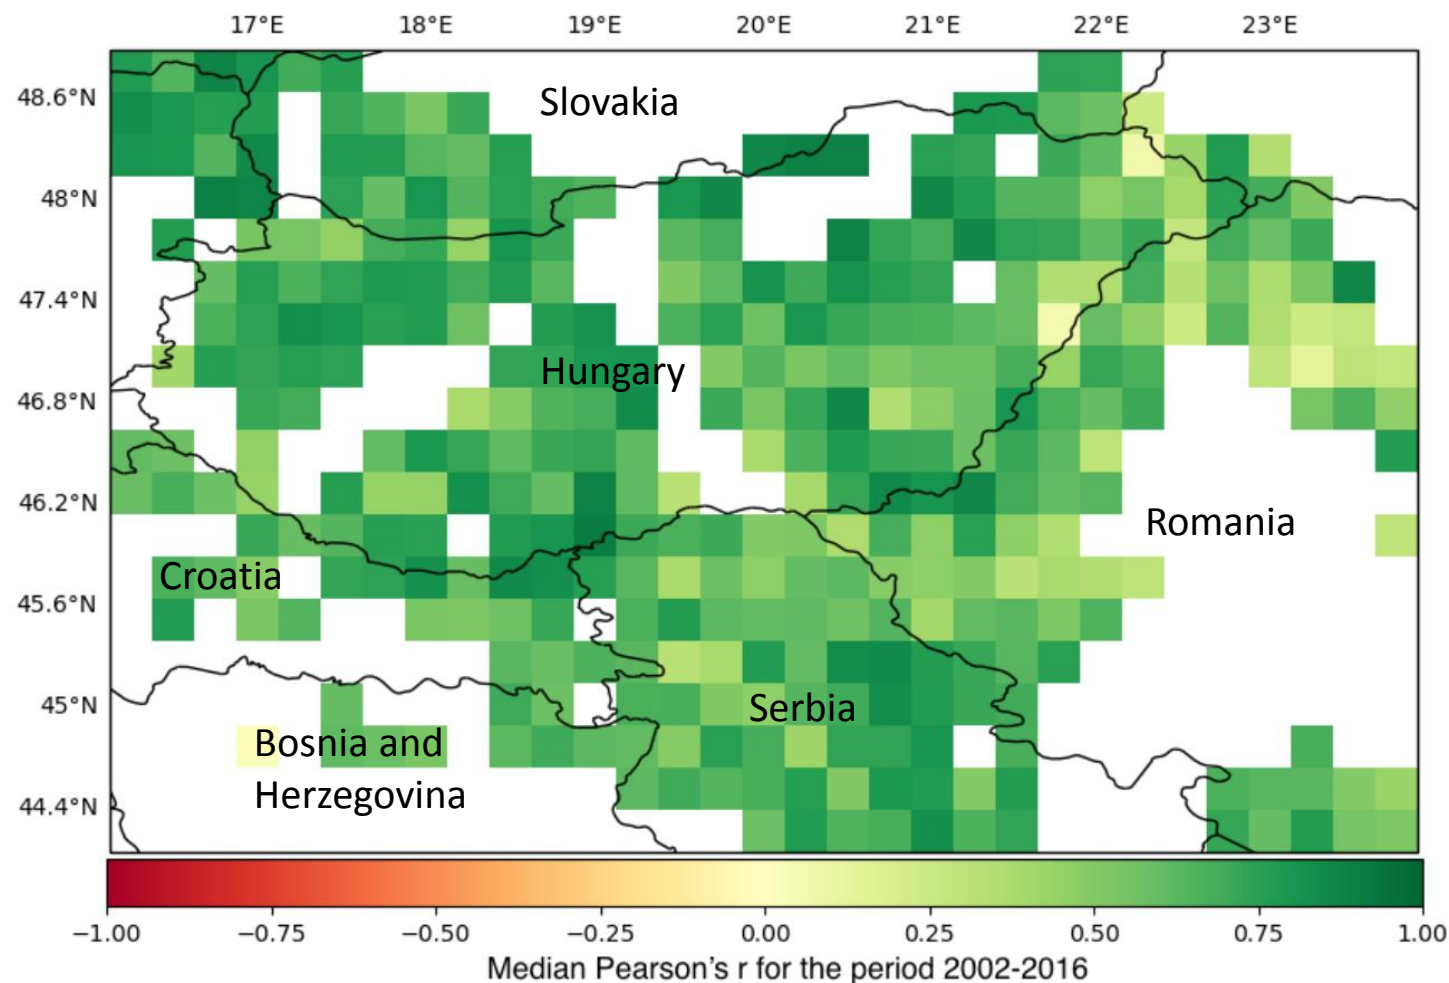 17°E 18°E 19°E 20°E 21°E 22°E 23°E
48.6°N
48°N
47.4°N
46.8°N
46.2°N
45.6°N
45°N
44.4°N
Slovakia
Hungary
Romania
Croatia
Serbia
Bosnia and
Herzegovina
−1.00 −0.75 −0.50 −0.25 0.00 0.25 0.50 0.75 1.00
Median Pearson's r for the period 2002-2016